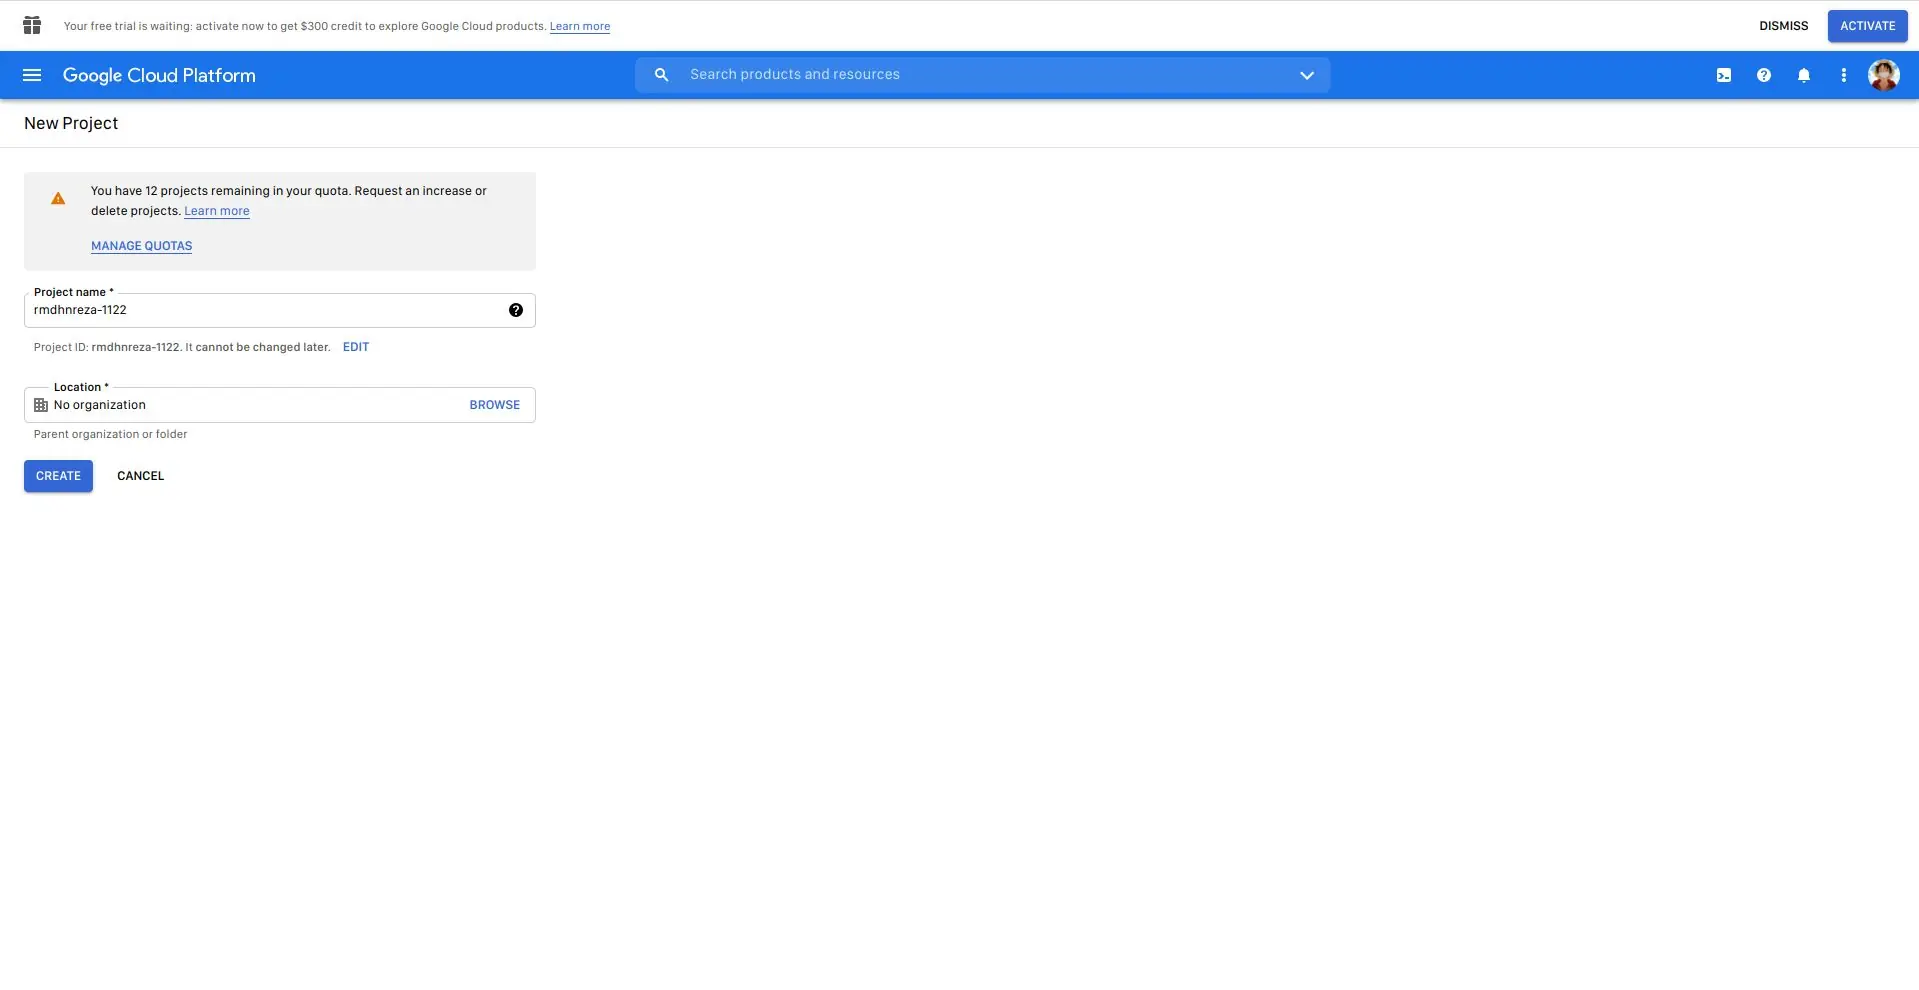 Your free trial is waiting: activate now to get $300 credit to explore Google Cloud products. Learn more
DISMISS
ACTIVATE
Google Cloud Platform
Search products and resources
New Project
You have 12 projects remaining in your quota. Request an increase or
delete projects. Learn more
MANAGE QUOTAS
Project name *
rmdhnreza-1122
Project ID: rmdhnreza-1122. It cannot be changed later. EDIT
Location *
No organization
BROWSE
Parent organization or folder
CREATE
CANCEL